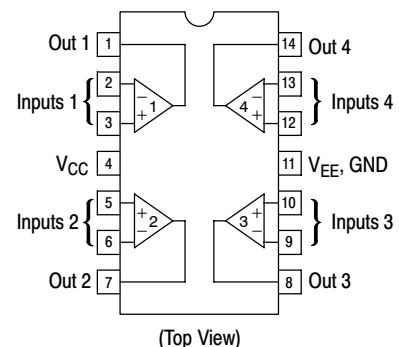 Out 1 1 14 Out 4
2 − − 13
Inputs 1 1 4 Inputs 4
3 + + 12
VCC 4 11 VEE, GND
5 + + 10
Inputs 2 2 3 Inputs 3
6 − − 9
Out 2 7 8 Out 3
(Top View)